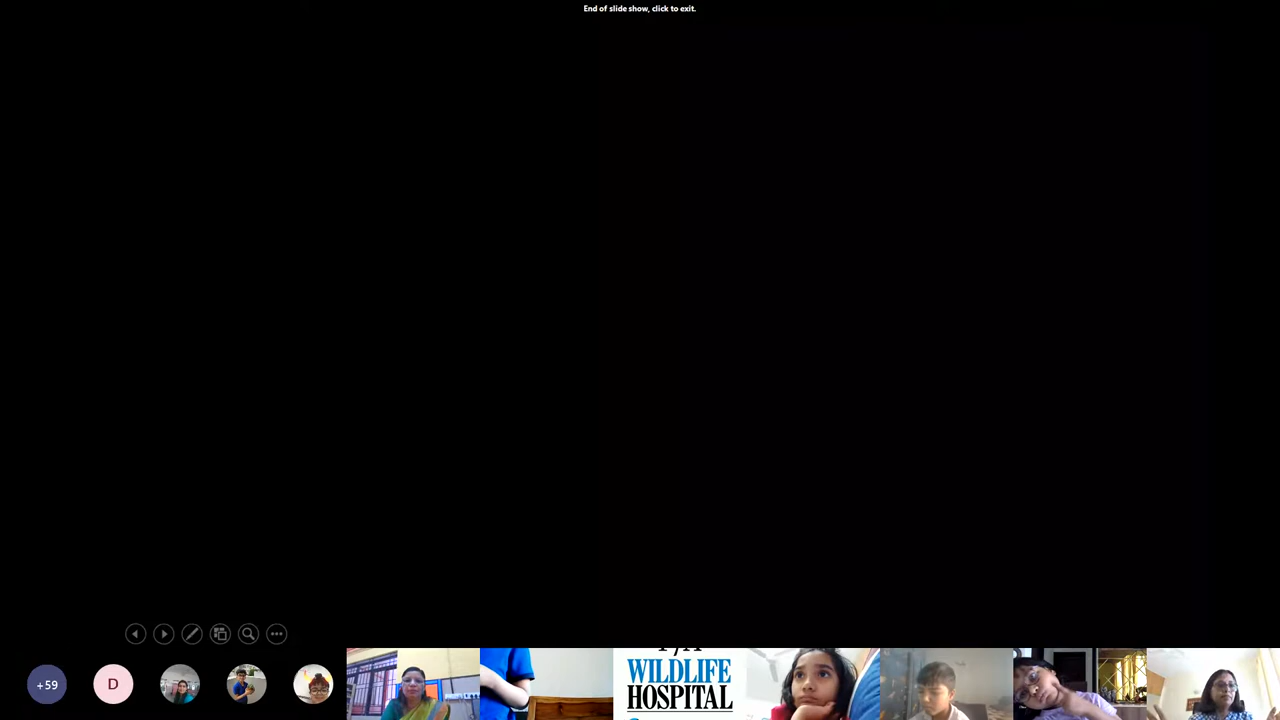 End of slide show, click to exit.
+59
D
WILDLIFE
HOSPITAL